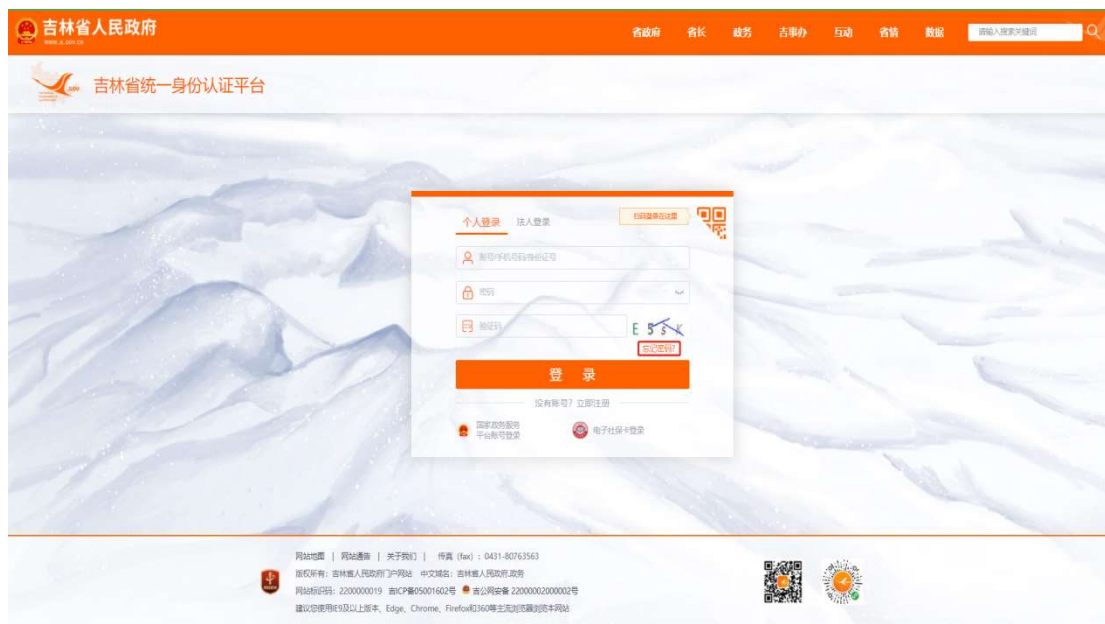 吉林省人民政府
www.jl.gov.cn
省政府 省长 政务 吉事办 互动 省情 数据 请输入搜索关键词
.GOV 吉林省统一身份认证平台
个人登录 法人登录 扫码登录在这里
账号/手机号码/身份证号
密码
验证码 E 5 s K
忘记密码?
登 录
没有账号? 立即注册
国家政务服务
平台账号登录
电子社保卡登录
网站地图 | 网站通告 | 关于我们 | 传真 (fax) : 0431-80763563
版权所有: 吉林省人民政府门户网站 中文域名: 吉林省人民政府.政务
网站标识码: 2200000019 吉ICP备05001602号 吉公网安备 22000002000002号
建议您使用IE9及以上版本、Edge、Chrome、Firefox和360等主流浏览器浏览本网站